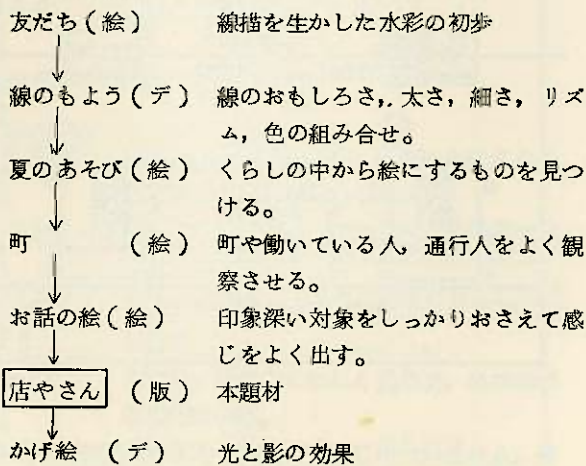 友だち（絵） 線描を生かした水彩の初歩
線のもよう（デ） 線のおもしろさ，太さ，細さ，リズ
ム，色の組み合せ。
夏のあそび（絵） くらしの中から絵にするものを見つ
ける。
町 （絵） 町や働いている人，通行人をよく観
察させる。
お話の絵（絵） 印象深い対象をしっかりおさえて感
じをよく出す。
店やさん （版） 本題材
かげ絵 （デ） 光と影の効果